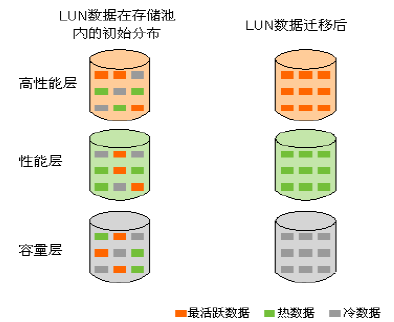 LUN数据在存储池
内的初始分布
LUN数据迁移后
高性能层
性能层
容量层
最活跃数据 热数据 冷数据